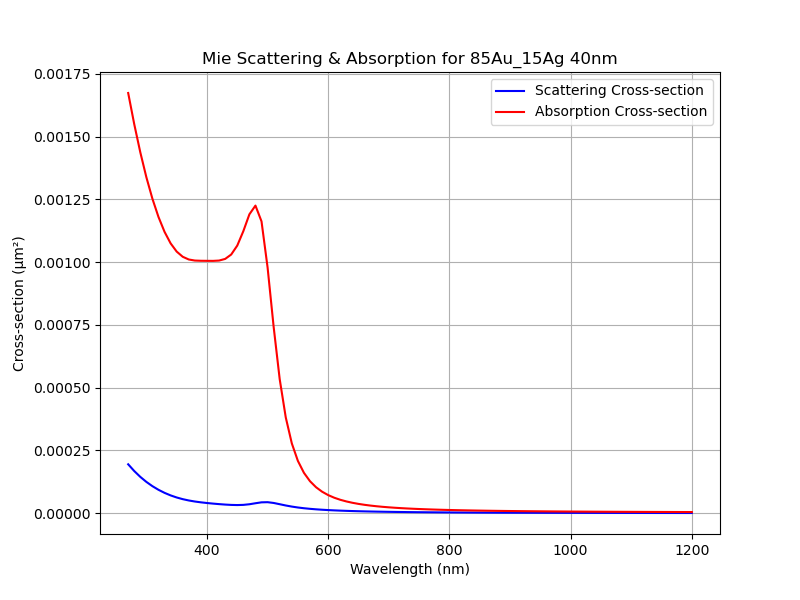 Mie Scattering & Absorption for 85Au_15Ag 40nm
Scattering Cross-section
Absorption Cross-section
Cross-section (μm²)
0.00175
0.00150
0.00125
0.00100
0.00075
0.00050
0.00025
0.00000
400 600 800 1000 1200
Wavelength (nm)